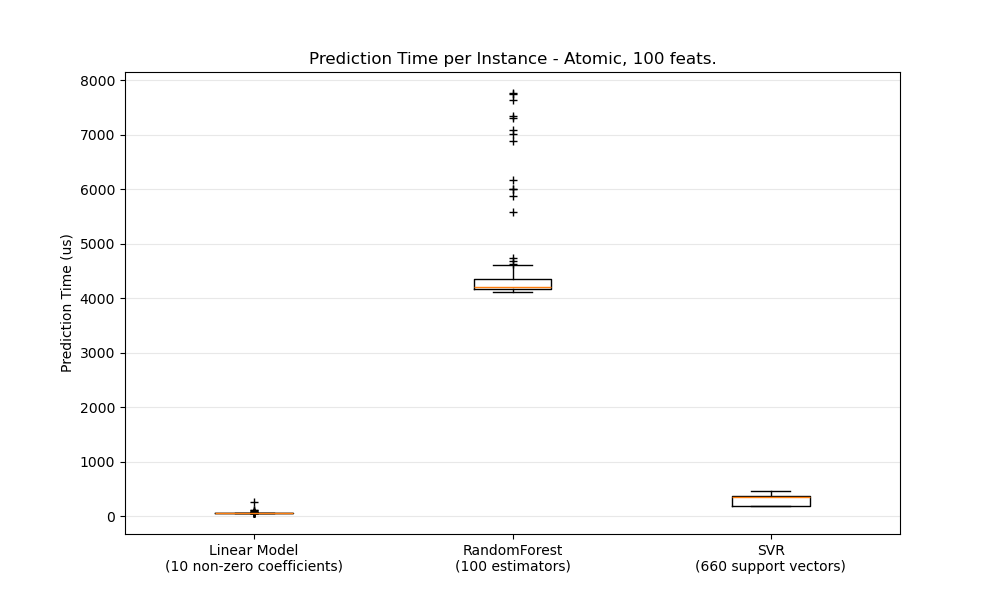 Prediction Time per Instance - Atomic, 100 feats.
8000
7000
6000
5000
4000
3000
2000
1000
0
Prediction Time (us)
Linear Model
(10 non-zero coefficients)
RandomForest
(100 estimators)
SVR
(660 support vectors)